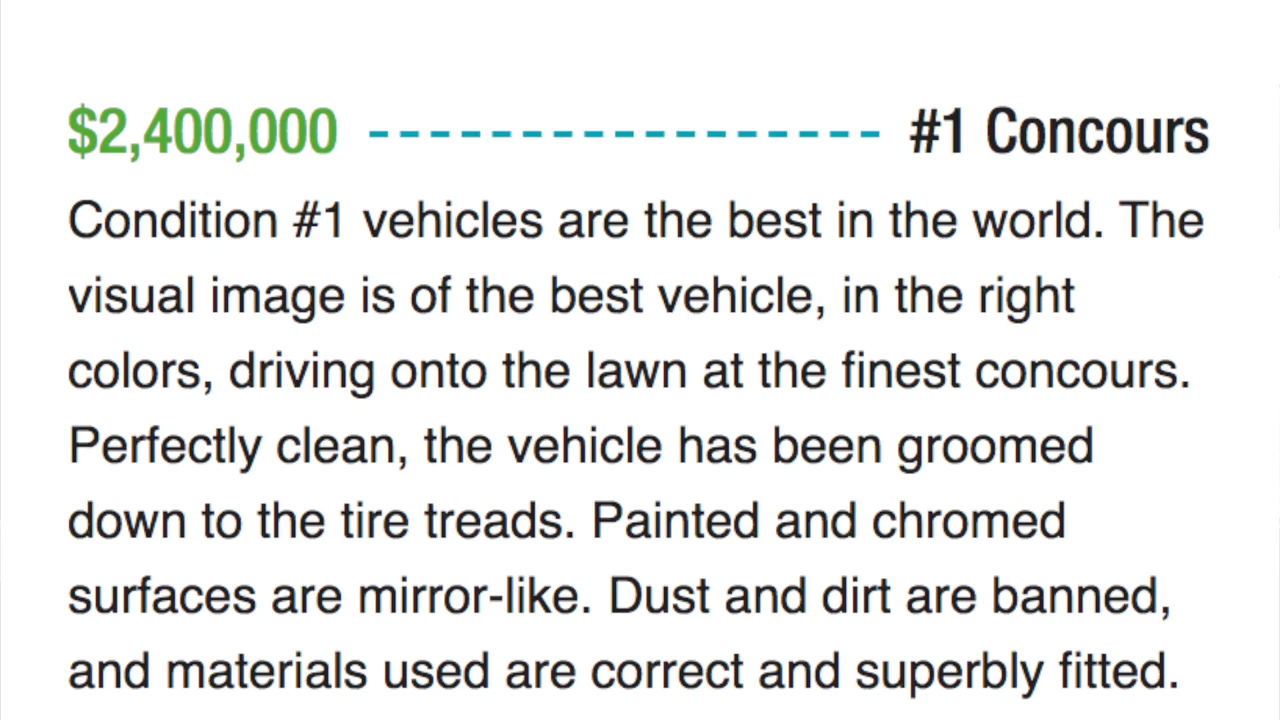 $2,400,000 ----------------- #1 Concours
Condition #1 vehicles are the best in the world. The
visual image is of the best vehicle, in the right
colors, driving onto the lawn at the finest concours.
Perfectly clean, the vehicle has been groomed
down to the tire treads. Painted and chromed
surfaces are mirror-like. Dust and dirt are banned,
and materials used are correct and superbly fitted.